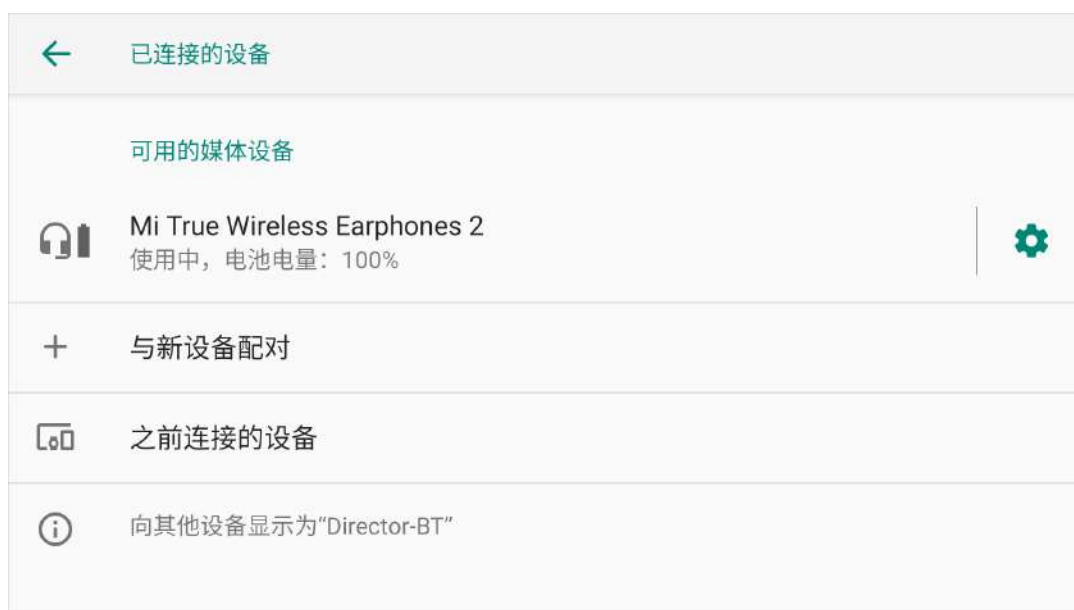 已连接的设备
可用的媒体设备
Mi True Wireless Earphones 2
使用中，电池电量：100%
与新设备配对
之前连接的设备
向其他设备显示为“Director-BT”